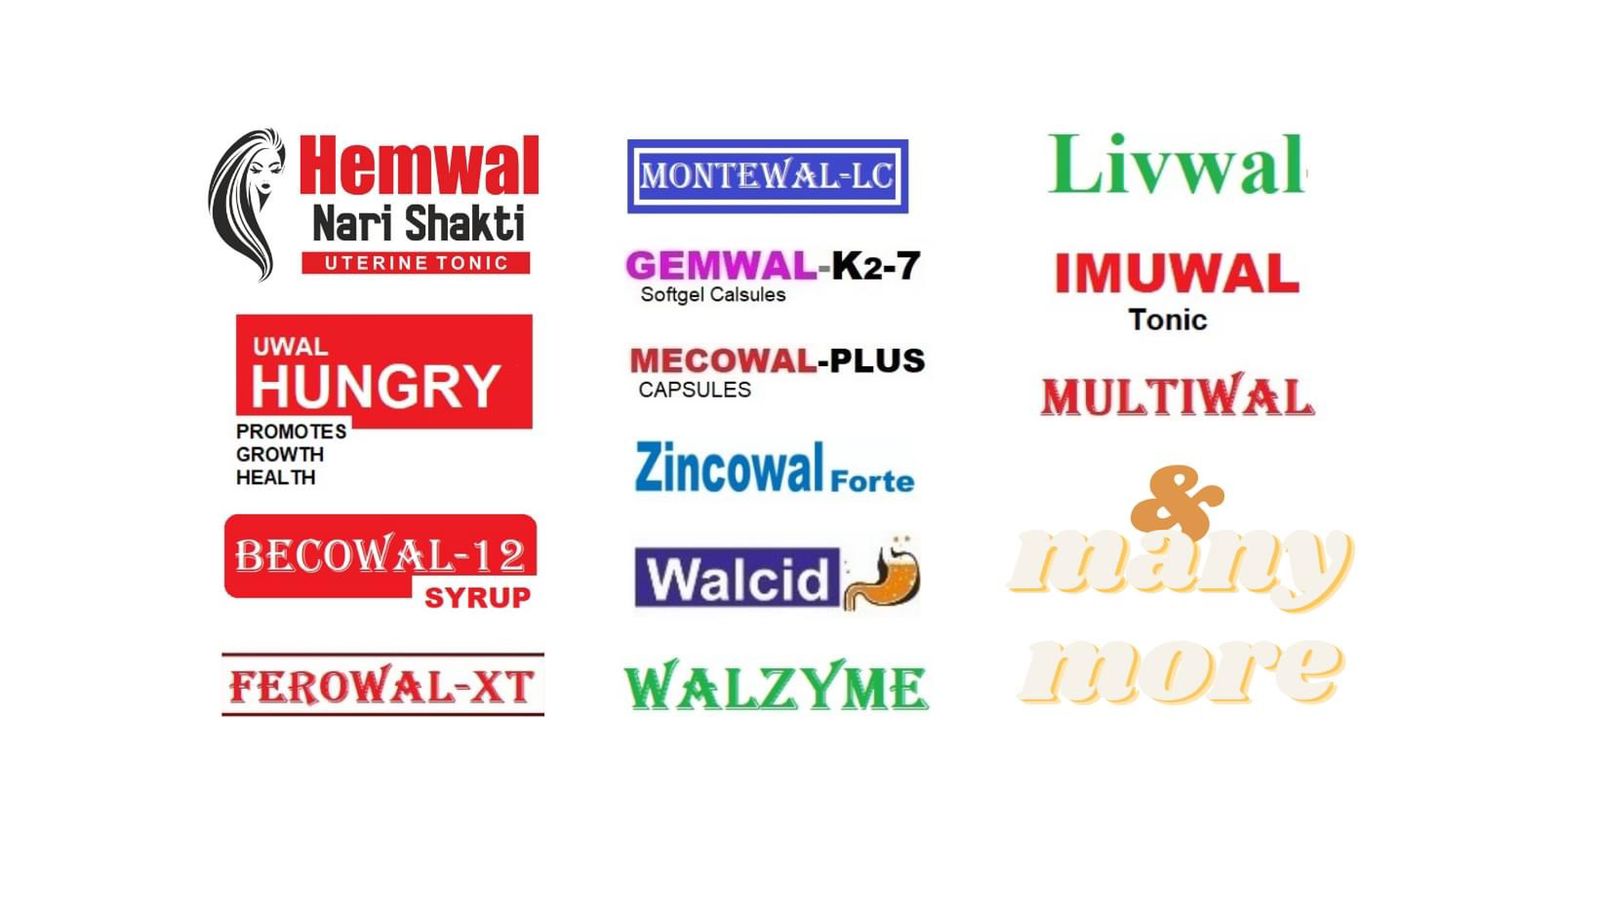 Hemwal
Nari Shakti
UTERINE TONIC
UWAL
HUNGRY
PROMOTES
GROWTH
HEALTH
BECOWAL-12
SYRUP
FEROWAL-XT
MONTEWAL-LC
GEMWAL-K2-7
Softgel Calsules
MECOWAL-PLUS
CAPSULES
Zincowal Forte
Walcid
WALZYME
Livwal
IMUWAL
Tonic
MULTIWAL
&
many
more